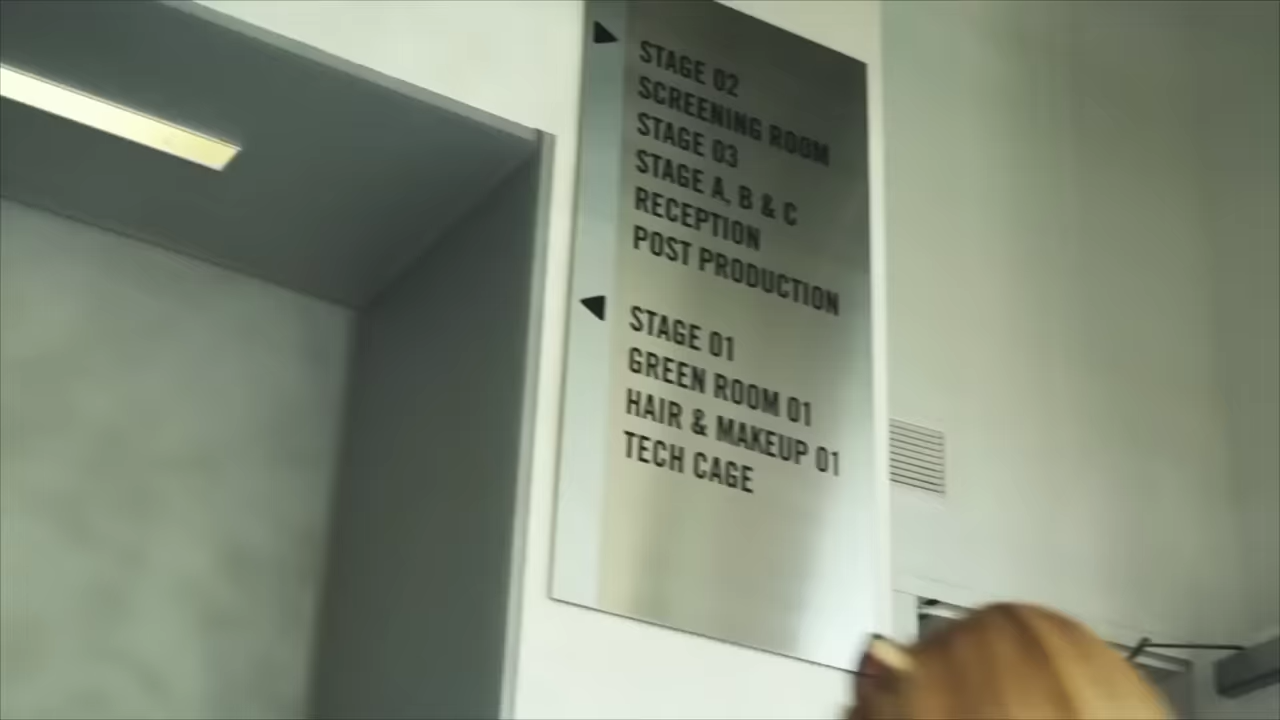 STAGE 02
SCREENING ROOM
STAGE 03
STAGE A, B & C
RECEPTION
POST PRODUCTION
STAGE 01
GREEN ROOM 01
HAIR & MAKEUP 01
TECH CAGE